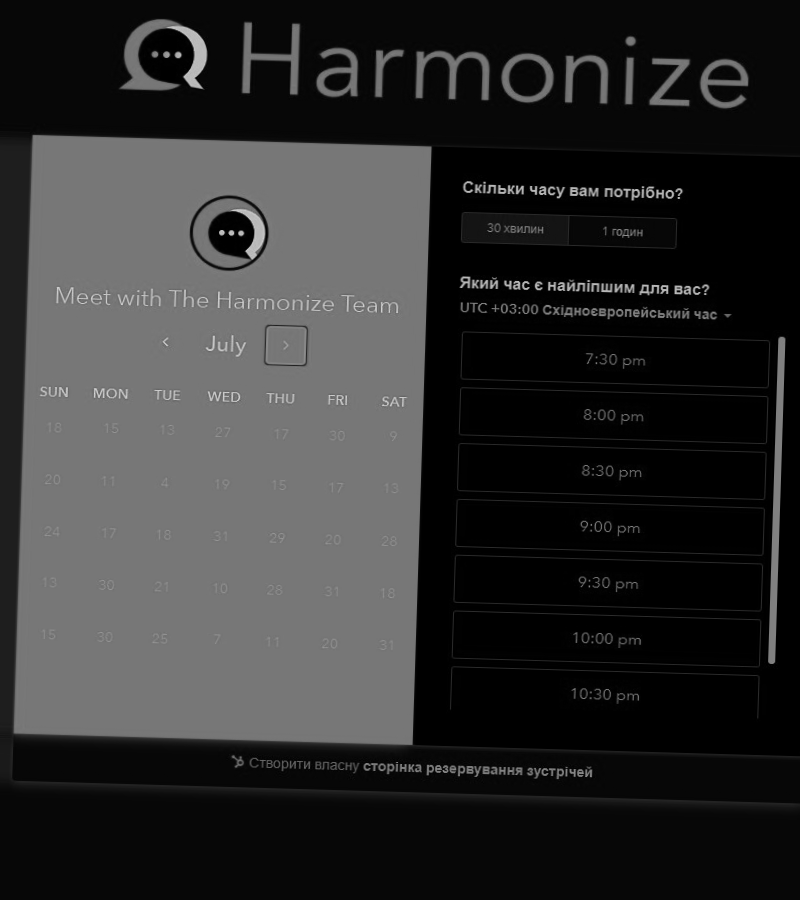 Harmonize
Meet with The Harmonize Team
July
SUN MON TUE WED THU FRI SAT
18 15 13 27 17 30 9
20 11 4 19 15 17 13
24 17 18 31 29 20 28
13 30 21 10 28 31 18
15 30 25 7 11 20 31
Скільки часу вам потрібно?
30 хвилин 1 годин
Який час є найліпшим для вас?
UTC +03:00 Східноєвропейський час
7:30 pm
8:00 pm
8:30 pm
9:00 pm
9:30 pm
10:00 pm
10:30 pm
Створити власну сторінка резервування зустрічей